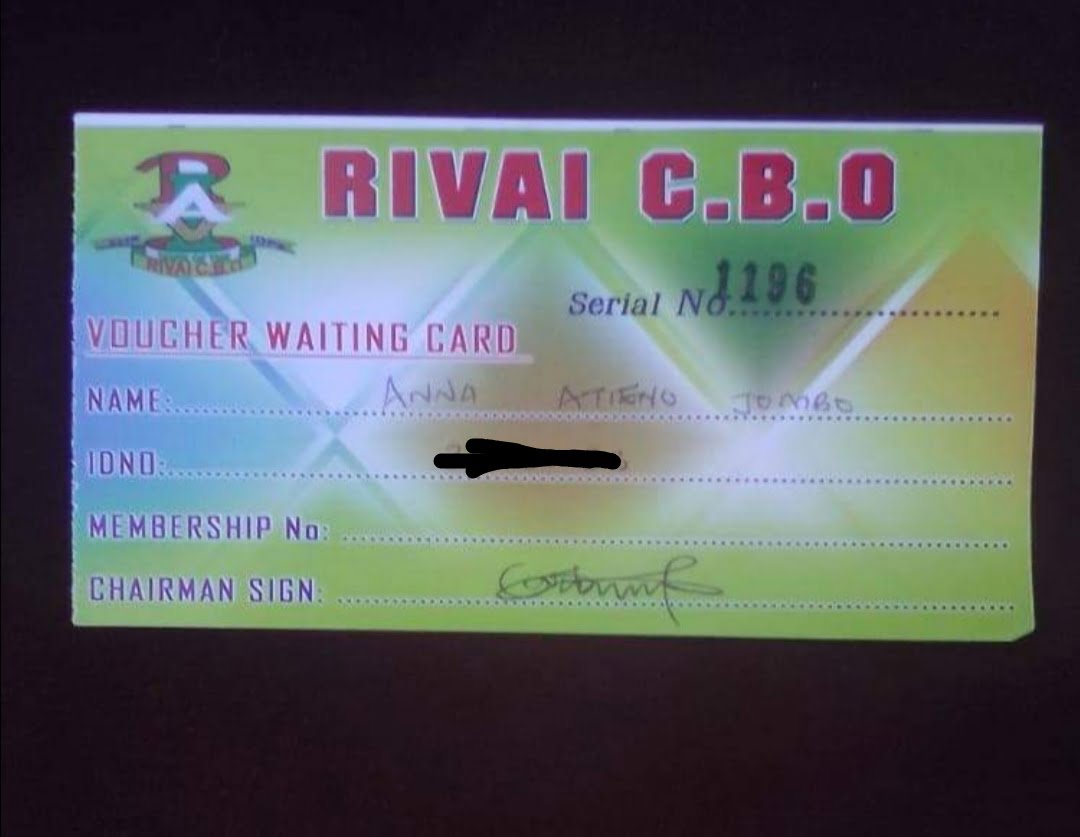 RIVAI C.B.O
RIVAI C.B.O
Serial No. 1196
VOUCHER WAITING CARD
NAME: ANNA ATIENO JOMBO
IDNO:
MEMBERSHIP No:
CHAIRMAN SIGN: